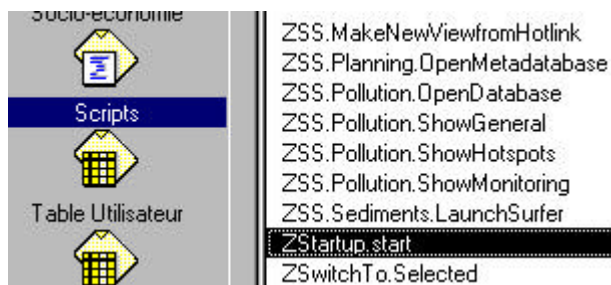 Socio-économie
Scripts
Table Utilisateur
ZSS.MakeNewViewfromHotlink
ZSS.Planning.OpenMetadatabase
ZSS.Pollution.OpenDatabase
ZSS.Pollution.ShowGeneral
ZSS.Pollution.ShowHotspots
ZSS.Pollution.ShowMonitoring
ZSS.Sediments.LaunchSurfer
ZStartup.start
ZSwitchTo.Selected